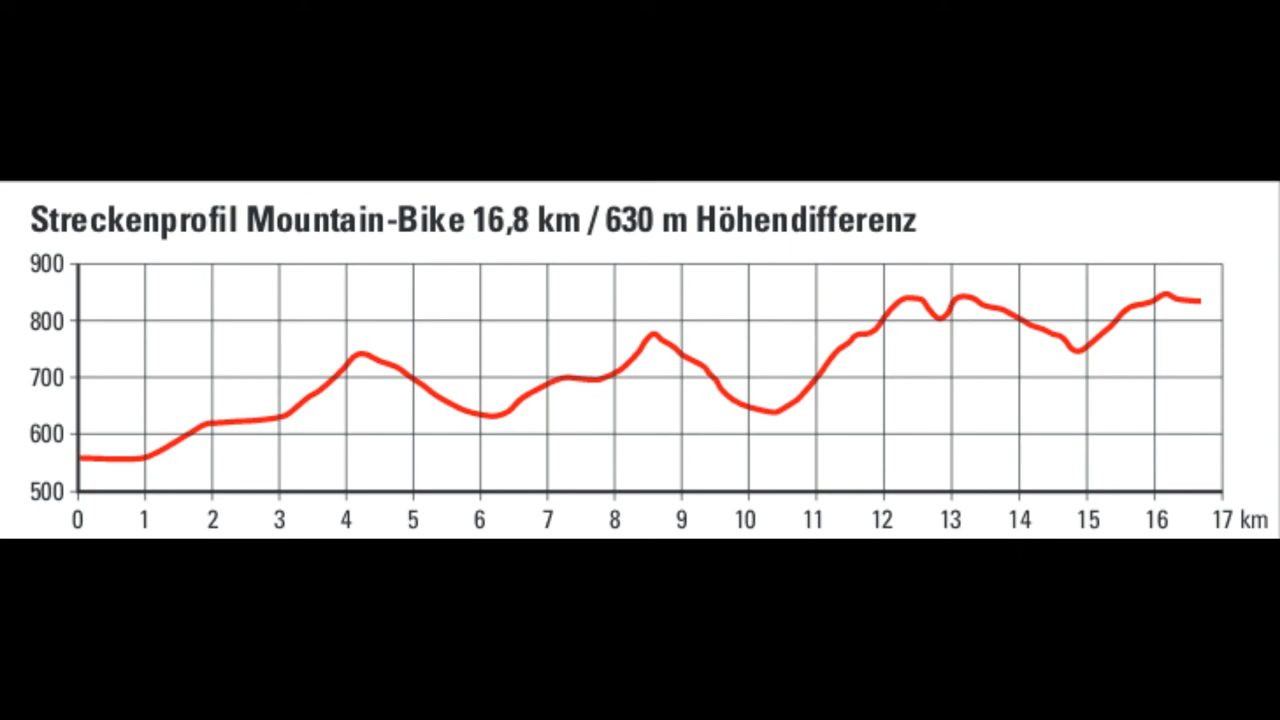 Streckenprofil Mountain-Bike 16,8 km / 630 m Höhendifferenz
900
800
700
600
500
0 1 2 3 4 5 6 7 8 9 10 11 12 13 14 15 16 17 km